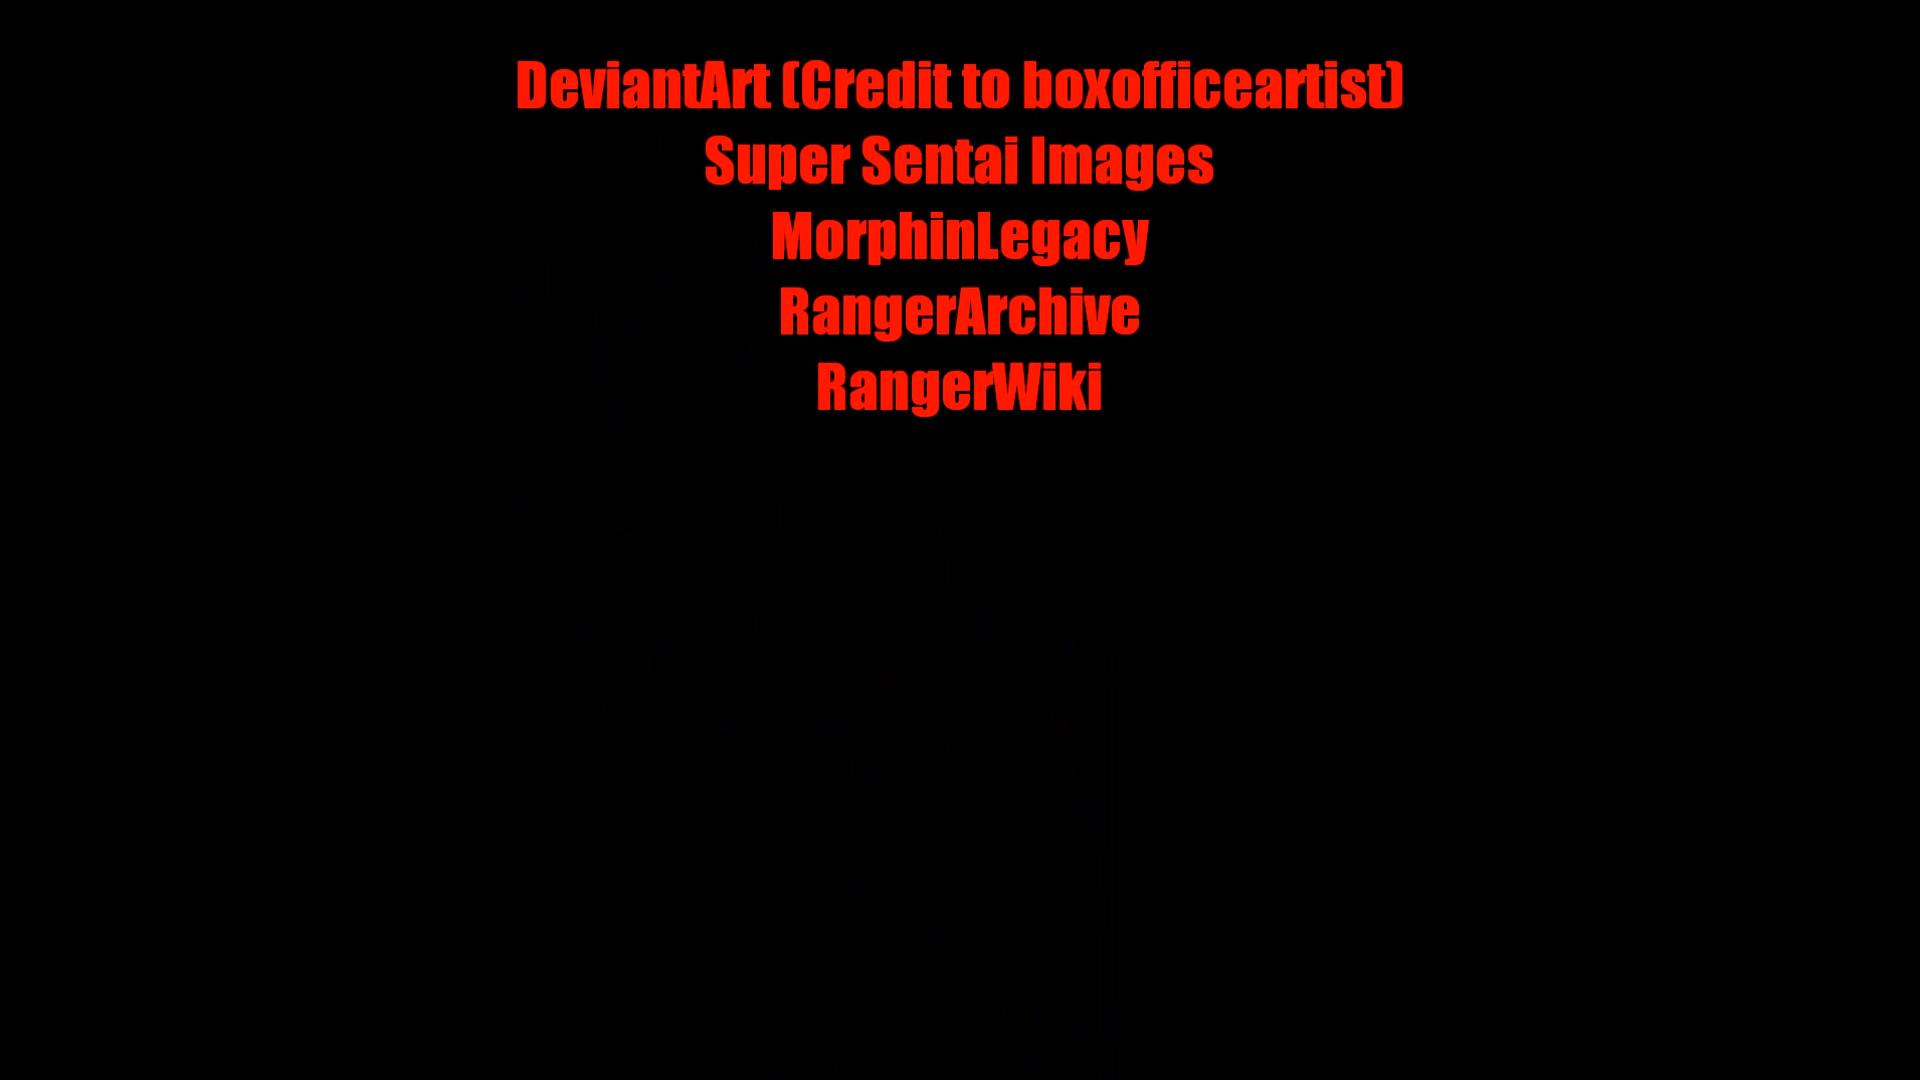 DeviantArt (Credit to boxofficeartist)
Super Sentai Images
MorphinLegacy
RangerArchive
RangerWiki